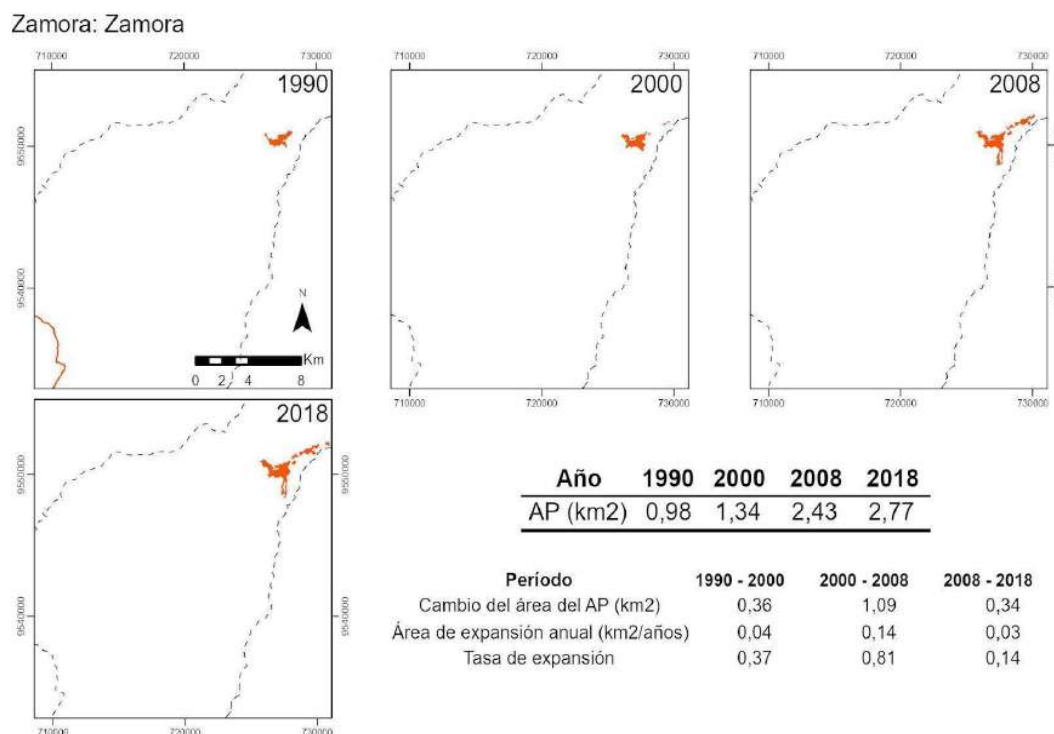 Zamora: Zamora
710000 720000 730000
1990
9550000
9540000
N
Km
0 2 4 8
710000 720000 730000
2000
710000 720000 730000
710000 720000 730000
2008
710000 720000 730000
2018
9550000
9540000
9550000
9540000
710000 720000 730000
Año 1990 2000 2008 2018
AP (km2) 0,98 1,34 2,43 2,77
Período 1990 - 2000 2000 - 2008 2008 - 2018
Cambio del área del AP (km2) 0,36 1,09 0,34
Área de expansión anual (km2/años) 0,04 0,14 0,03
Tasa de expansión 0,37 0,81 0,14